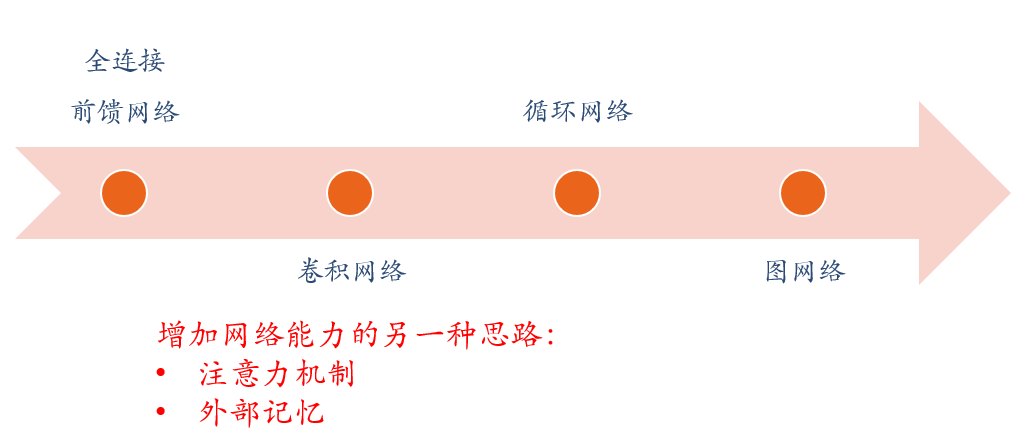 全连接
前馈网络
循环网络
卷积网络
图网络
增加网络能力的另一种思路:
• 注意力机制
• 外部记忆